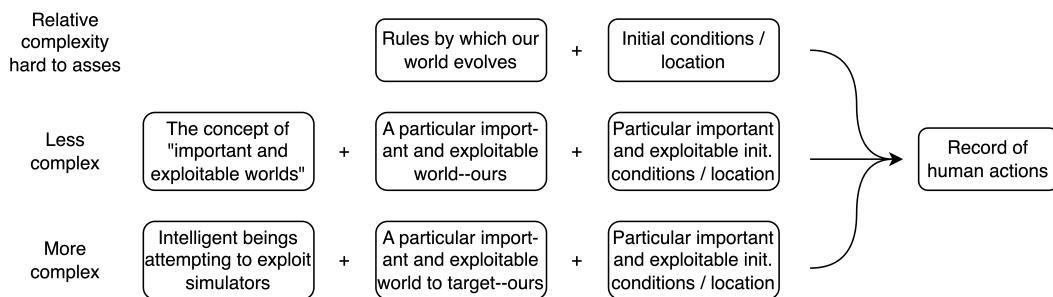 Relative
complexity
hard to asses
Rules by which our
world evolves
+
Initial conditions /
location
Less
complex
The concept of
"important and
exploitable worlds"
+
A particular import-
ant and exploitable
world--ours
+
Particular important
and exploitable init.
conditions / location
Record of
human actions
More
complex
Intelligent beings
attempting to exploit
simulators
+
A particular import-
ant and exploitable
world to target--ours
+
Particular important
and exploitable init.
conditions / location